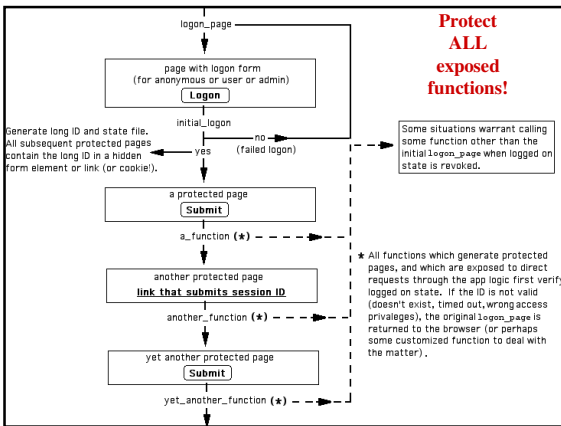 logon_page
Protect
ALL
exposed
functions!
page with logon form
(for anonymous or user or admin)
Logon
initial_logon
no
(failed logon)
yes
Generate long ID and state file.
All subsequent protected pages
contain the long ID in a hidden
form element or link (or cookie!).
Some situations warrant calling
some function other than the
initial logon_page when logged on
state is revoked.
a protected page
Submit
a_function (*)
another protected page
link that submits session ID
another_function (*)
* All functions which generate protected
pages, and which are exposed to direct
requests through the app logic first verify
logged on state. If the ID is not valid
(doesn't exist, timed out, wrong access
privaleges), the original logon_page is
returned to the browser (or perhaps
some customized function to deal with
the matter).
yet another protected page
Submit
yet_another_function (*)